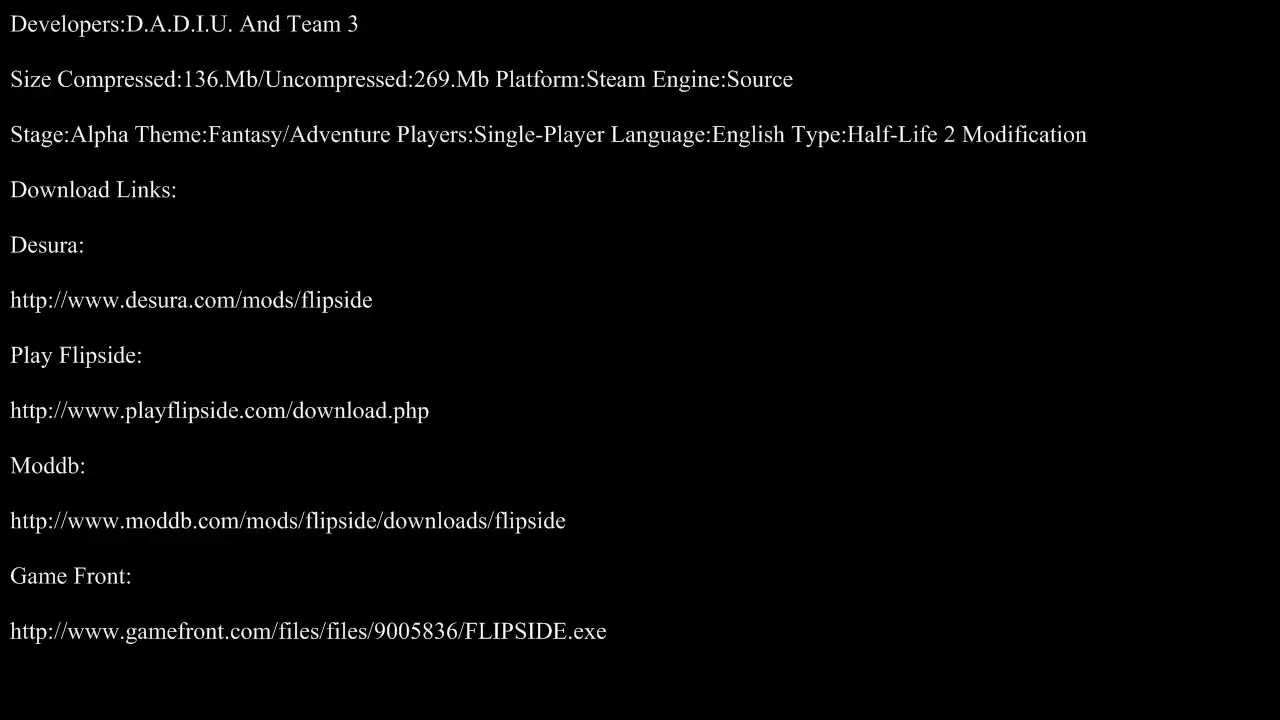 Developers:D.A.D.I.U. And Team 3
Size Compressed:136.Mb/Uncompressed:269.Mb Platform:Steam Engine:Source
Stage:Alpha Theme:Fantasy/Adventure Players:Single-Player Language:English Type:Half-Life 2 Modification
Download Links:
Desura:
http://www.desura.com/mods/flipside
Play Flipside:
http://www.playflipside.com/download.php
Moddb:
http://www.moddb.com/mods/flipside/downloads/flipside
Game Front:
http://www.gamefront.com/files/files/9005836/FLIPSIDE.exe